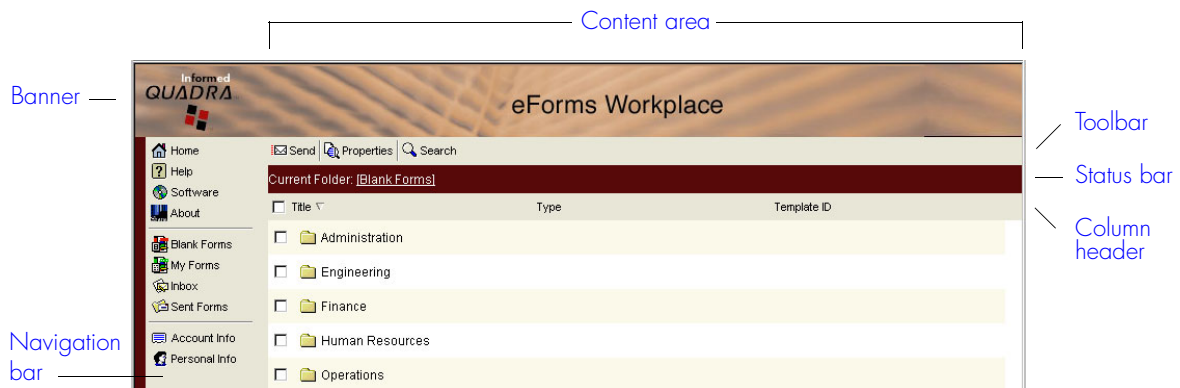 Content area
Banner
Informed
QUADRA
eForms Workplace
Toolbar
Status bar
Column
header
Navigation
bar
Home
Help
Software
About
Blank Forms
My Forms
Inbox
Sent Forms
Account Info
Personal Info
Send Properties Search
Current Folder: [Blank Forms]
Title Type Template ID
Administration
Engineering
Finance
Human Resources
Operations